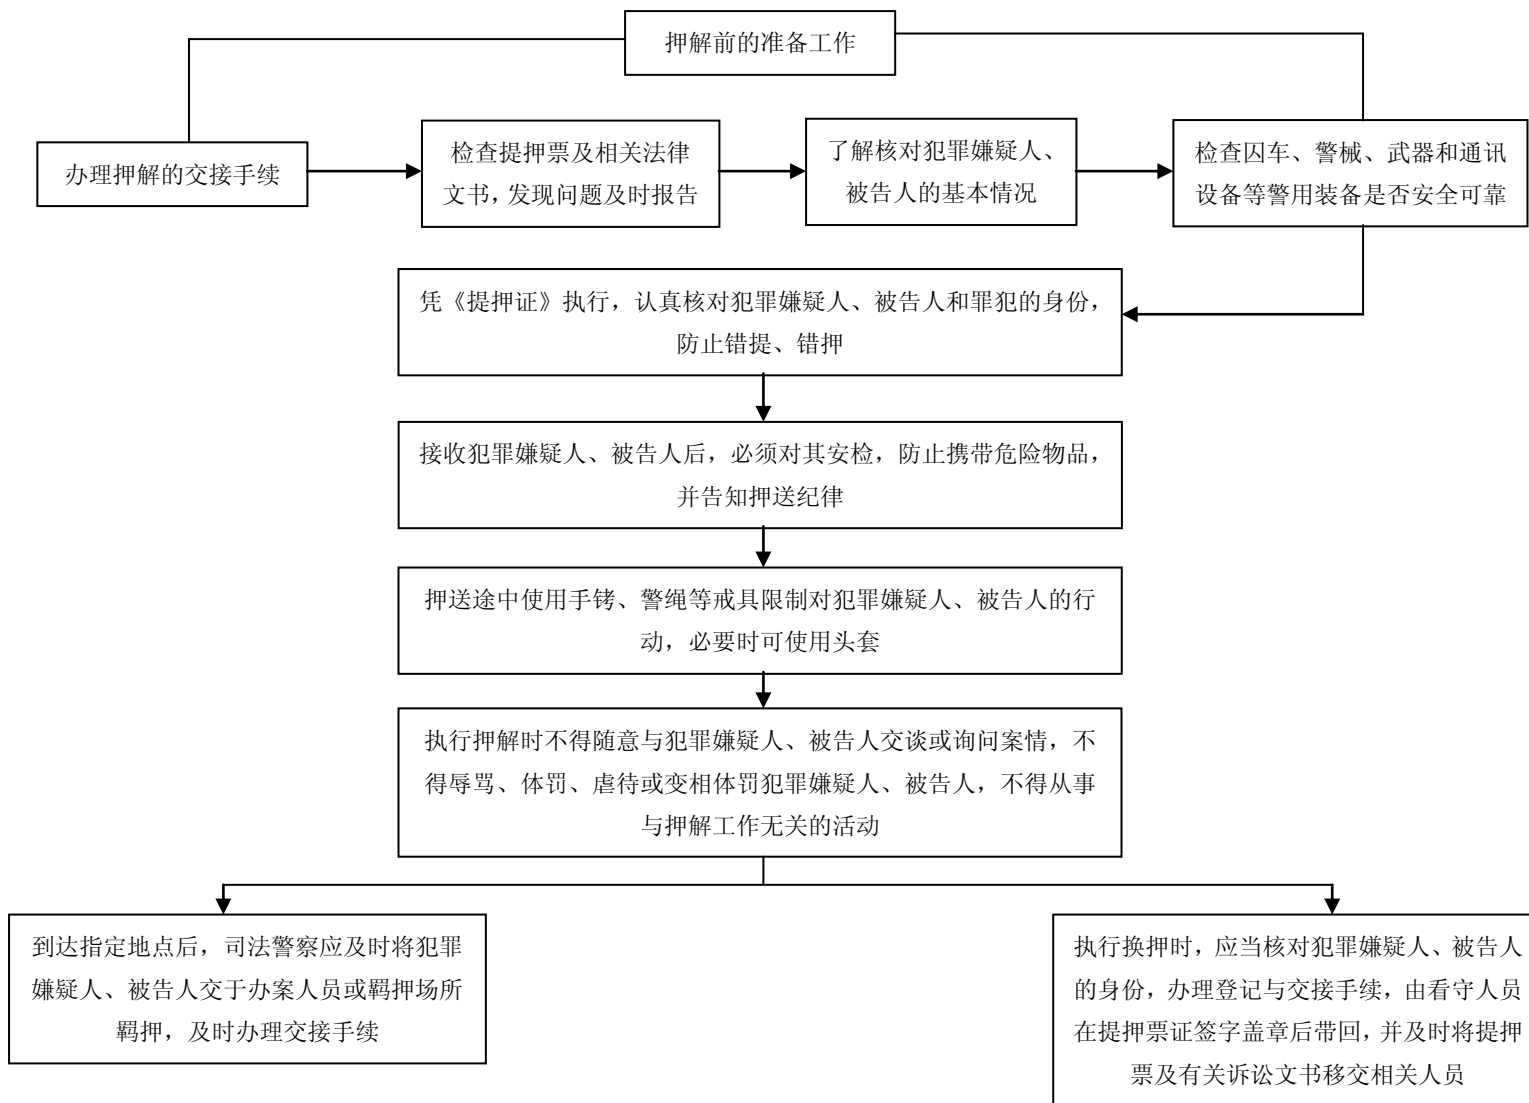 押解前的准备工作
办理押解的交接手续
检查提押票及相关法律
文书，发现问题及时报告
了解核对犯罪嫌疑人、
被告人的基本情况
检查囚车、警械、武器和通讯
设备等警用装备是否安全可靠
凭《提押证》执行，认真核对犯罪嫌疑人、被告人和罪犯的身份，
防止错提、错押
接收犯罪嫌疑人、被告人后，必须对其安检，防止携带危险物品，
并告知押送纪律
押送途中使用手铐、警绳等戒具限制对犯罪嫌疑人、被告人的行
动，必要时可使用头套
执行押解时不得随意与犯罪嫌疑人、被告人交谈或询问案情，不
得辱骂、体罚、虐待或变相体罚犯罪嫌疑人、被告人，不得从事
与押解工作无关的活动
到达指定地点后，司法警察应及时将犯罪
嫌疑人、被告人交于办案人员或羁押场所
羁押，及时办理交接手续
执行换押时，应当核对犯罪嫌疑人、被告人
的身份，办理登记与交接手续，由看守人员
在提押票证签字盖章后带回，并及时将提押
票及有关诉讼文书移交相关人员